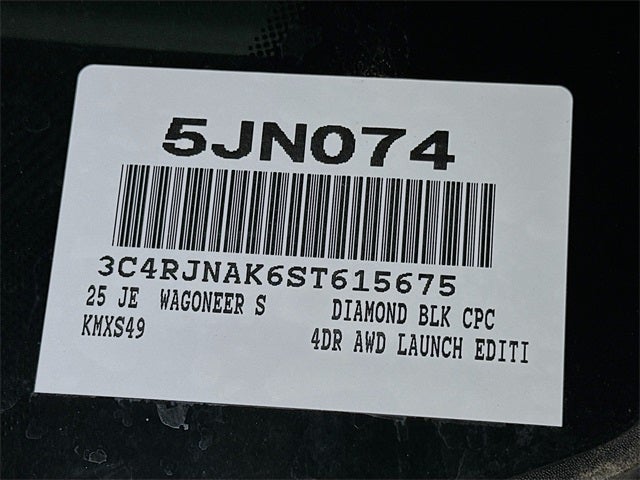 5JN074
3C4RJNAK6ST615675
25 JE WAGONEER S DIAMOND BLK CPC
KMXS49 4DR AWD LAUNCH EDITI